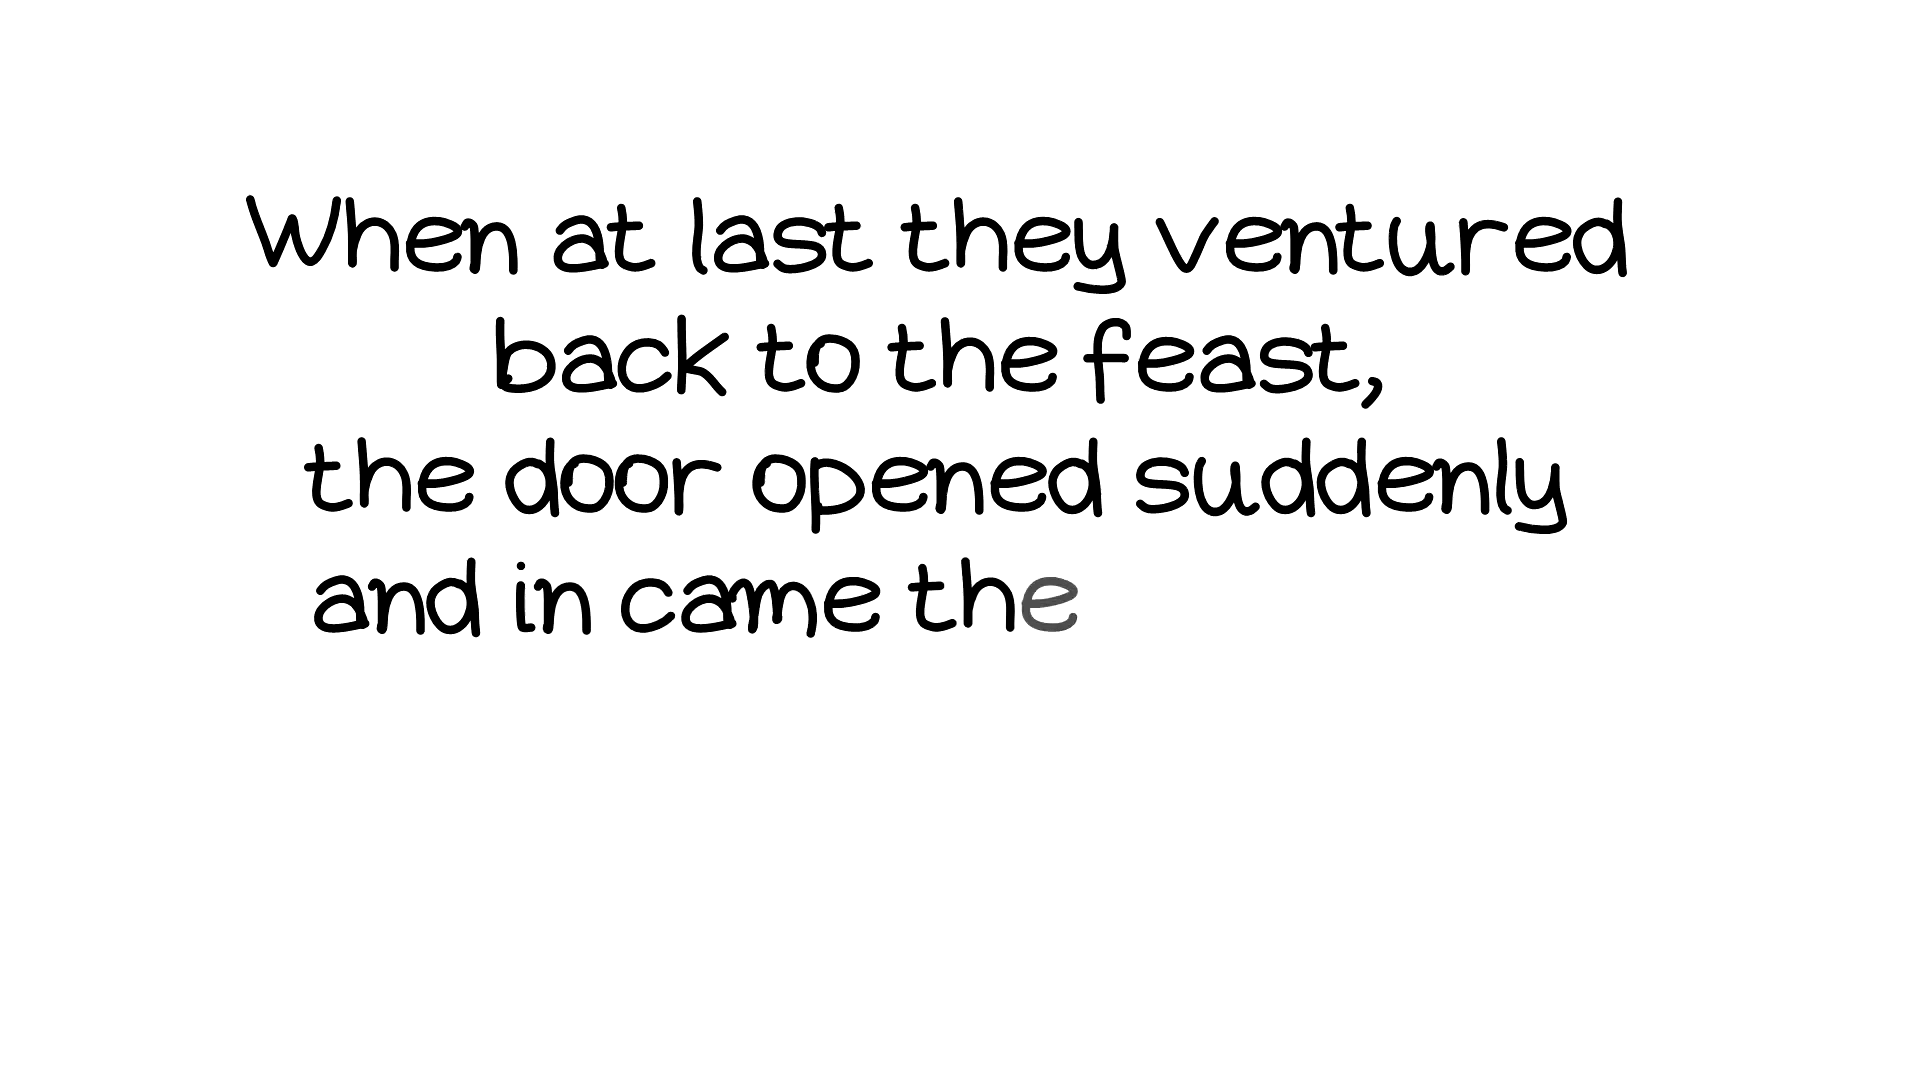 When at last they ventured
back to the feast,
the door opened suddenly
and in came the